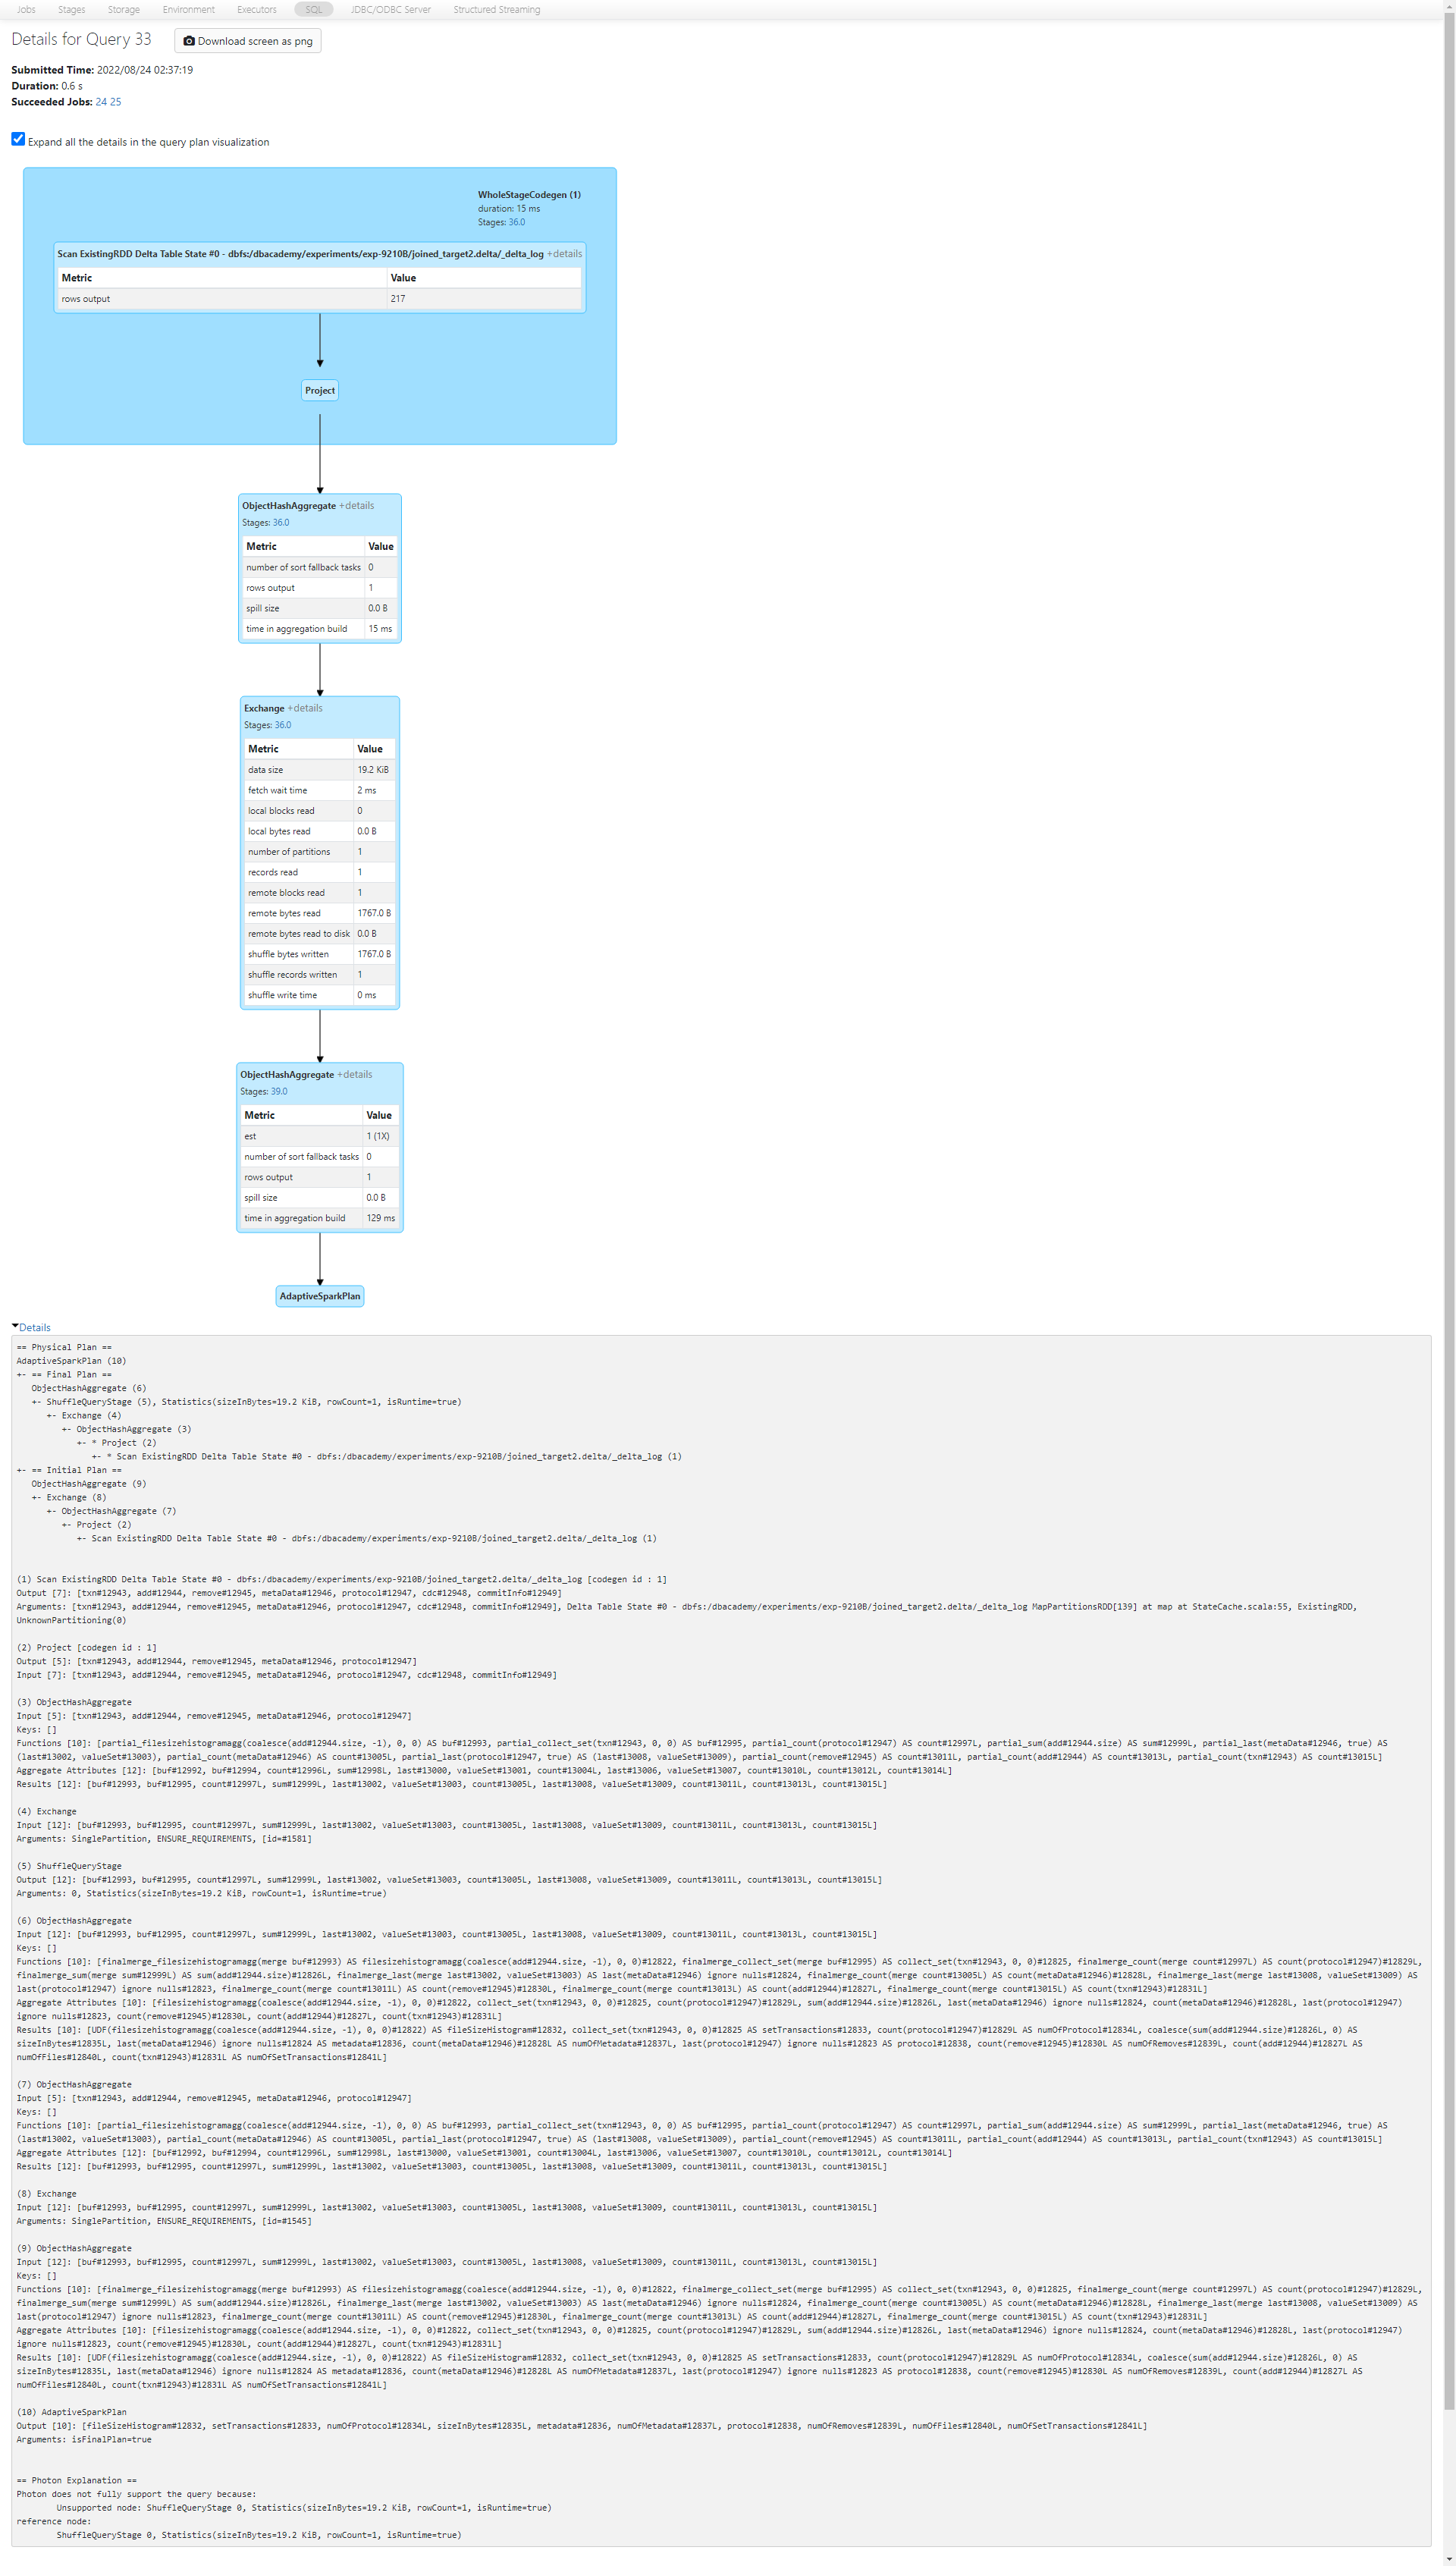 Jobs Stages Storage Environment Executors SQL JDBC/ODBC Server Structured Streaming
Details for Query 33 Download screen as png
Submitted Time: 2022/08/24 02:37:19
Duration: 0.6 s
Succeeded Jobs: 24 25
Expand all the details in the query plan visualization
WholeStageCodegen (1)
duration: 15 ms
Stages: 36.0
Scan ExistingRDD Delta Table State #0 - dbfs:/dbacademy/experiments/exp-9210B/joined_target2.delta/_delta_log +details
Metric Value
rows output 217
Project
ObjectHashAggregate +details
Stages: 36.0
Metric Value
number of sort fallback tasks 0
rows output 1
spill size 0.0 B
time in aggregation build 15 ms
Exchange +details
Stages: 36.0
Metric Value
data size 19.2 KiB
fetch wait time 2 ms
local blocks read 0
local bytes read 0.0 B
number of partitions 1
records read 1
remote blocks read 1
remote bytes read 1767.0 B
remote bytes read to disk 0.0 B
shuffle bytes written 1767.0 B
shuffle records written 1
shuffle write time 0 ms
ObjectHashAggregate +details
Stages: 39.0
Metric Value
est 1 (1X)
number of sort fallback tasks 0
rows output 1
spill size 0.0 B
time in aggregation build 129 ms
AdaptiveSparkPlan
Details
== Physical Plan ==
AdaptiveSparkPlan (10)
+- == Final Plan ==
ObjectHashAggregate (6)
+- ShuffleQueryStage (5), Statistics(sizeInBytes=19.2 KiB, rowCount=1, isRuntime=true)
+- Exchange (4)
+- ObjectHashAggregate (3)
+- * Project (2)
+- * Scan ExistingRDD Delta Table State #0 - dbfs:/dbacademy/experiments/exp-9210B/joined_target2.delta/_delta_log (1)
+- == Initial Plan ==
ObjectHashAggregate (9)
+- Exchange (8)
+- ObjectHashAggregate (7)
+- Project (2)
+- Scan ExistingRDD Delta Table State #0 - dbfs:/dbacademy/experiments/exp-9210B/joined_target2.delta/_delta_log (1)
(1) Scan ExistingRDD Delta Table State #0 - dbfs:/dbacademy/experiments/exp-9210B/joined_target2.delta/_delta_log [codegen id : 1]
Output [7]: [txn#12943, add#12944, remove#12945, metaData#12946, protocol#12947, cdc#12948, commitInfo#12949]
Arguments: [txn#12943, add#12944, remove#12945, metaData#12946, protocol#12947, cdc#12948, commitInfo#12949], Delta Table State #0 - dbfs:/dbacademy/experiments/exp-9210B/joined_target2.delta/_delta_log MapPartitionsRDD[139] at map at StateCache.scala:55, ExistingRDD,
UnknownPartitioning(0)
(2) Project [codegen id : 1]
Output [5]: [txn#12943, add#12944, remove#12945, metaData#12946, protocol#12947]
Input [7]: [txn#12943, add#12944, remove#12945, metaData#12946, protocol#12947, cdc#12948, commitInfo#12949]
(3) ObjectHashAggregate
Input [5]: [txn#12943, add#12944, remove#12945, metaData#12946, protocol#12947]
Keys: []
Functions [10]: [partial_filesizehistogramagg(coalesce(add#12944.size, -1), 0, 0) AS buf#12993, partial_collect_set(txn#12943, 0, 0) AS buf#12995, partial_count(protocol#12947) AS count#12997L, partial_sum(add#12944.size) AS sum#12999L, partial_last(metaData#12946, true) AS
(last#13002, valueSet#13003), partial_count(metaData#12946) AS count#13005L, partial_last(protocol#12947, true) AS (last#13008, valueSet#13009), partial_count(remove#12945) AS count#13011L, partial_count(add#12944) AS count#13013L, partial_count(txn#12943) AS count#13015L]
Aggregate Attributes [12]: [buf#12992, buf#12994, count#12996L, sum#12998L, last#13000, valueSet#13001, count#13004L, last#13006, valueSet#13007, count#13010L, count#13012L, count#13014L]
Results [12]: [buf#12993, buf#12995, count#12997L, sum#12999L, last#13002, valueSet#13003, count#13005L, last#13008, valueSet#13009, count#13011L, count#13013L, count#13015L]
(4) Exchange
Input [12]: [buf#12993, buf#12995, count#12997L, sum#12999L, last#13002, valueSet#13003, count#13005L, last#13008, valueSet#13009, count#13011L, count#13013L, count#13015L]
Arguments: SinglePartition, ENSURE_REQUIREMENTS, [id=#1581]
(5) ShuffleQueryStage
Output [12]: [buf#12993, buf#12995, count#12997L, sum#12999L, last#13002, valueSet#13003, count#13005L, last#13008, valueSet#13009, count#13011L, count#13013L, count#13015L]
Arguments: 0, Statistics(sizeInBytes=19.2 KiB, rowCount=1, isRuntime=true)
(6) ObjectHashAggregate
Input [12]: [buf#12993, buf#12995, count#12997L, sum#12999L, last#13002, valueSet#13003, count#13005L, last#13008, valueSet#13009, count#13011L, count#13013L, count#13015L]
Keys: []
Functions [10]: [finalmerge_filesizehistogramagg(merge buf#12993) AS filesizehistogramagg(coalesce(add#12944.size, -1), 0, 0)#12822, finalmerge_collect_set(merge buf#12995) AS collect_set(txn#12943, 0, 0)#12825, finalmerge_count(merge count#12997L) AS count(protocol#12947)#12829L,
finalmerge_sum(merge sum#12999L) AS sum(add#12944.size)#12826L, finalmerge_last(merge last#13002, valueSet#13003) AS last(metaData#12946) ignore nulls#12824, finalmerge_count(merge count#13005L) AS count(metaData#12946)#12828L, finalmerge_last(merge last#13008, valueSet#13009) AS
last(protocol#12947) ignore nulls#12823, finalmerge_count(merge count#13011L) AS count(remove#12945)#12830L, finalmerge_count(merge count#13013L) AS count(add#12944)#12827L, finalmerge_count(merge count#13015L) AS count(txn#12943)#12831L]
Aggregate Attributes [10]: [filesizehistogramagg(coalesce(add#12944.size, -1), 0, 0)#12822, collect_set(txn#12943, 0, 0)#12825, count(protocol#12947)#12829L, sum(add#12944.size)#12826L, last(metaData#12946) ignore nulls#12824, count(metaData#12946)#12828L, last(protocol#12947)
ignore nulls#12823, count(remove#12945)#12830L, count(add#12944)#12827L, count(txn#12943)#12831L]
Results [10]: [UDF(filesizehistogramagg(coalesce(add#12944.size, -1), 0, 0)#12822) AS fileSizeHistogram#12832, collect_set(txn#12943, 0, 0)#12825 AS setTransactions#12833, count(protocol#12947)#12829L AS numOfProtocol#12834L, coalesce(sum(add#12944.size)#12826L, 0) AS
sizeInBytes#12835L, last(metaData#12946) ignore nulls#12824 AS metadata#12836, count(metaData#12946)#12828L AS numOfMetadata#12837L, last(protocol#12947) ignore nulls#12823 AS protocol#12838, count(remove#12945)#12830L AS numOfRemoves#12839L, count(add#12944)#12827L AS
numOfFiles#12840L, count(txn#12943)#12831L AS numOfSetTransactions#12841L]
(7) ObjectHashAggregate
Input [5]: [txn#12943, add#12944, remove#12945, metaData#12946, protocol#12947]
Keys: []
Functions [10]: [partial_filesizehistogramagg(coalesce(add#12944.size, -1), 0, 0) AS buf#12993, partial_collect_set(txn#12943, 0, 0) AS buf#12995, partial_count(protocol#12947) AS count#12997L, partial_sum(add#12944.size) AS sum#12999L, partial_last(metaData#12946, true) AS
(last#13002, valueSet#13003), partial_count(metaData#12946) AS count#13005L, partial_last(protocol#12947, true) AS (last#13008, valueSet#13009), partial_count(remove#12945) AS count#13011L, partial_count(add#12944) AS count#13013L, partial_count(txn#12943) AS count#13015L]
Aggregate Attributes [12]: [buf#12992, buf#12994, count#12996L, sum#12998L, last#13000, valueSet#13001, count#13004L, last#13006, valueSet#13007, count#13010L, count#13012L, count#13014L]
Results [12]: [buf#12993, buf#12995, count#12997L, sum#12999L, last#13002, valueSet#13003, count#13005L, last#13008, valueSet#13009, count#13011L, count#13013L, count#13015L]
(8) Exchange
Input [12]: [buf#12993, buf#12995, count#12997L, sum#12999L, last#13002, valueSet#13003, count#13005L, last#13008, valueSet#13009, count#13011L, count#13013L, count#13015L]
Arguments: SinglePartition, ENSURE_REQUIREMENTS, [id=#1545]
(9) ObjectHashAggregate
Input [12]: [buf#12993, buf#12995, count#12997L, sum#12999L, last#13002, valueSet#13003, count#13005L, last#13008, valueSet#13009, count#13011L, count#13013L, count#13015L]
Keys: []
Functions [10]: [finalmerge_filesizehistogramagg(merge buf#12993) AS filesizehistogramagg(coalesce(add#12944.size, -1), 0, 0)#12822, finalmerge_collect_set(merge buf#12995) AS collect_set(txn#12943, 0, 0)#12825, finalmerge_count(merge count#12997L) AS count(protocol#12947)#12829L,
finalmerge_sum(merge sum#12999L) AS sum(add#12944.size)#12826L, finalmerge_last(merge last#13002, valueSet#13003) AS last(metaData#12946) ignore nulls#12824, finalmerge_count(merge count#13005L) AS count(metaData#12946)#12828L, finalmerge_last(merge last#13008, valueSet#13009) AS
last(protocol#12947) ignore nulls#12823, finalmerge_count(merge count#13011L) AS count(remove#12945)#12830L, finalmerge_count(merge count#13013L) AS count(add#12944)#12827L, finalmerge_count(merge count#13015L) AS count(txn#12943)#12831L]
Aggregate Attributes [10]: [filesizehistogramagg(coalesce(add#12944.size, -1), 0, 0)#12822, collect_set(txn#12943, 0, 0)#12825, count(protocol#12947)#12829L, sum(add#12944.size)#12826L, last(metaData#12946) ignore nulls#12824, count(metaData#12946)#12828L, last(protocol#12947)
ignore nulls#12823, count(remove#12945)#12830L, count(add#12944)#12827L, count(txn#12943)#12831L]
Results [10]: [UDF(filesizehistogramagg(coalesce(add#12944.size, -1), 0, 0)#12822) AS fileSizeHistogram#12832, collect_set(txn#12943, 0, 0)#12825 AS setTransactions#12833, count(protocol#12947)#12829L AS numOfProtocol#12834L, coalesce(sum(add#12944.size)#12826L, 0) AS
sizeInBytes#12835L, last(metaData#12946) ignore nulls#12824 AS metadata#12836, count(metaData#12946)#12828L AS numOfMetadata#12837L, last(protocol#12947) ignore nulls#12823 AS protocol#12838, count(remove#12945)#12830L AS numOfRemoves#12839L, count(add#12944)#12827L AS
numOfFiles#12840L, count(txn#12943)#12831L AS numOfSetTransactions#12841L]
(10) AdaptiveSparkPlan
Output [10]: [fileSizeHistogram#12832, setTransactions#12833, numOfProtocol#12834L, sizeInBytes#12835L, metadata#12836, numOfMetadata#12837L, protocol#12838, numOfRemoves#12839L, numOfFiles#12840L, numOfSetTransactions#12841L]
Arguments: isFinalPlan=true
== Photon Explanation ==
Photon does not fully support the query because:
Unsupported node: ShuffleQueryStage 0, Statistics(sizeInBytes=19.2 KiB, rowCount=1, isRuntime=true)
reference node:
ShuffleQueryStage 0, Statistics(sizeInBytes=19.2 KiB, rowCount=1, isRuntime=true)